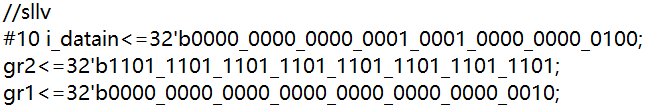 //sllv
#10 i_datain<=32'b0000_0000_0000_0001_0001_0000_0000_0100;
gr2<=32'b1101_1101_1101_1101_1101_1101_1101_1101;
gr1<=32'b0000_0000_0000_0000_0000_0000_0000_0010;